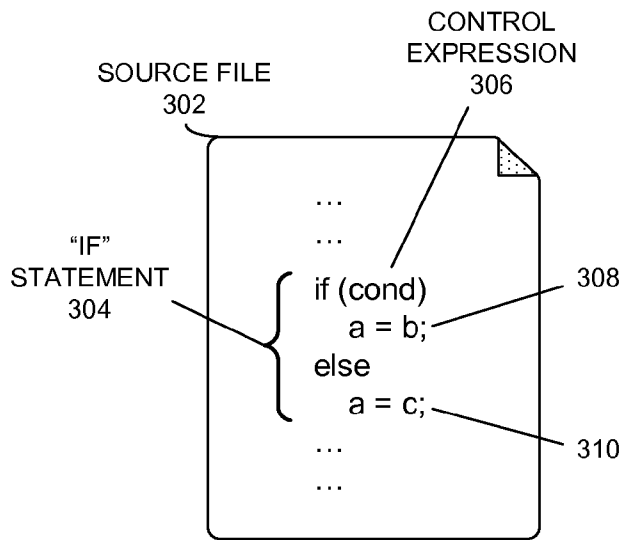 CONTROL
EXPRESSION
306
SOURCE FILE
302
...
...
“IF”
STATEMENT
304
if (cond)
a = b;
308
else
a = c;
310
...
...